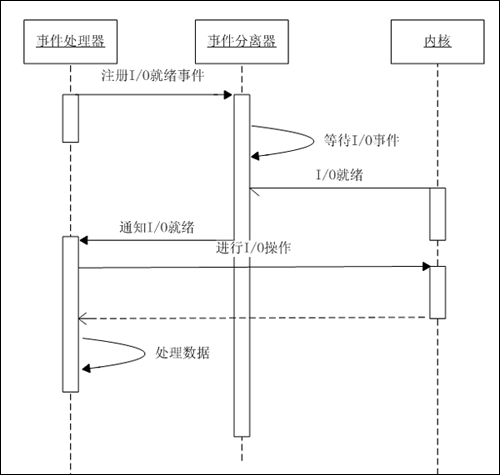 事件处理器
事件分离器
内核
注册I/O就绪事件
等待I/O事件
I/O就绪
通知I/O就绪
进行I/O操作
处理数据